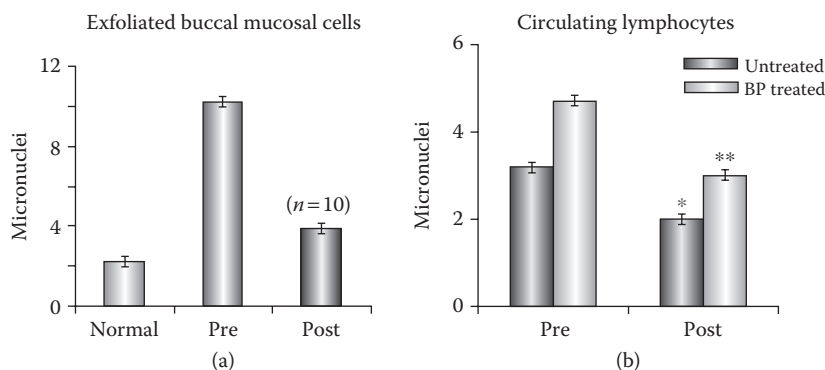 Exfoliated buccal mucosal cells
12
8
4
0
Micronuclei
(n=10)
Normal Pre Post
(a)
Circulating lymphocytes
6
4
2
0
Micronuclei
Untreated
BP treated
* **
Pre Post
(b)